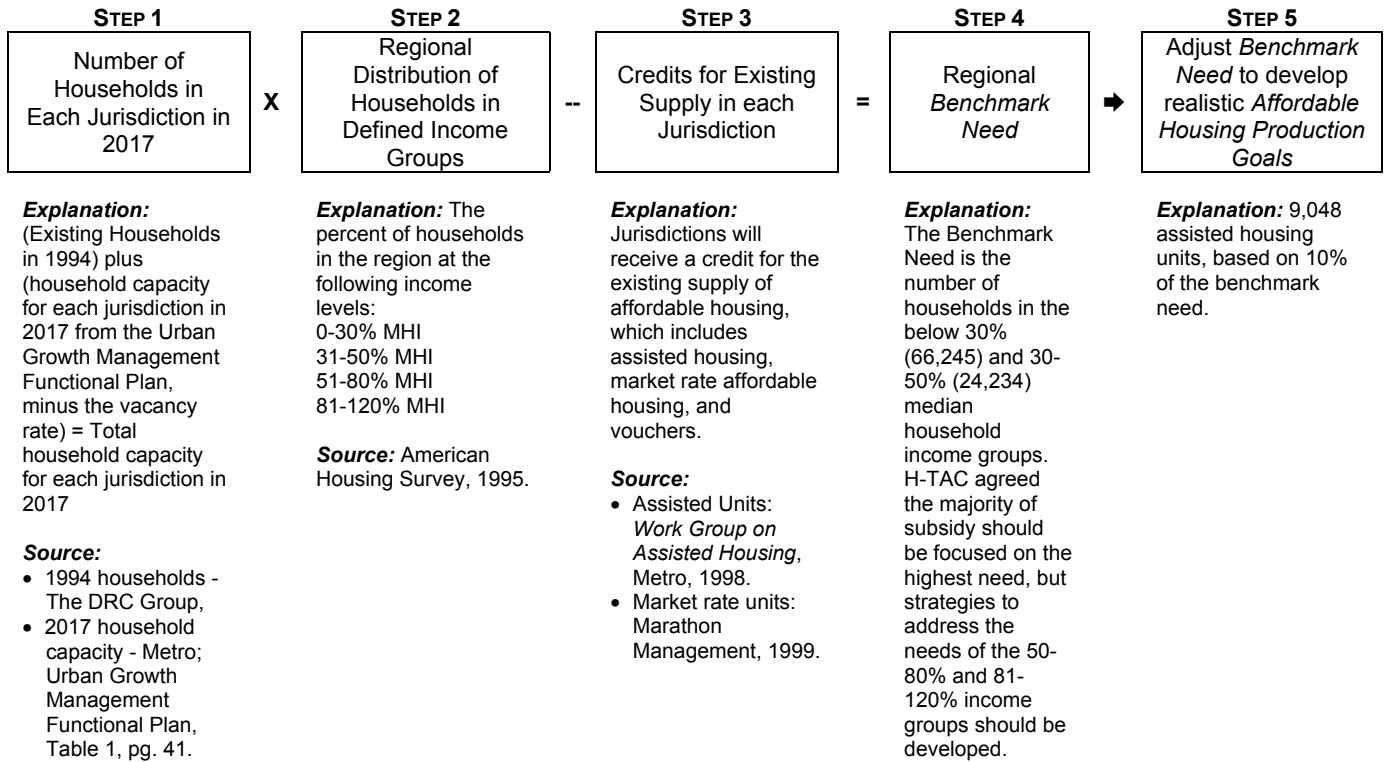 STEP 1
Number of
Households in
Each Jurisdiction in
2017
X
STEP 2
Regional
Distribution of
Households in
Defined Income
Groups
--
STEP 3
Credits for Existing
Supply in each
Jurisdiction
=
STEP 4
Regional
Benchmark
Need
➨
STEP 5
Adjust Benchmark
Need to develop
realistic Affordable
Housing Production
Goals
Explanation:
(Existing Households
in 1994) plus
(household capacity
for each jurisdiction in
2017 from the Urban
Growth Management
Functional Plan,
minus the vacancy
rate) = Total
household capacity
for each jurisdiction in
2017
Source:
• 1994 households -
The DRC Group,
• 2017 household
capacity - Metro;
Urban Growth
Management
Functional Plan,
Table 1, pg. 41.
Explanation: The
percent of households
in the region at the
following income
levels:
0-30% MHI
31-50% MHI
51-80% MHI
81-120% MHI
Source: American
Housing Survey, 1995.
Explanation:
Jurisdictions will
receive a credit for the
existing supply of
affordable housing,
which includes
assisted housing,
market rate affordable
housing, and
vouchers.
Source:
• Assisted Units:
Work Group on
Assisted Housing,
Metro, 1998.
• Market rate units:
Marathon
Management, 1999.
Explanation:
The Benchmark
Need is the
number of
households in the
below 30%
(66,245) and 30-
50% (24,234)
median
household
income groups.
H-TAC agreed
the majority of
subsidy should
be focused on the
highest need, but
strategies to
address the
needs of the 50-
80% and 81-
120% income
groups should be
developed.
Explanation: 9,048
assisted housing
units, based on 10%
of the benchmark
need.